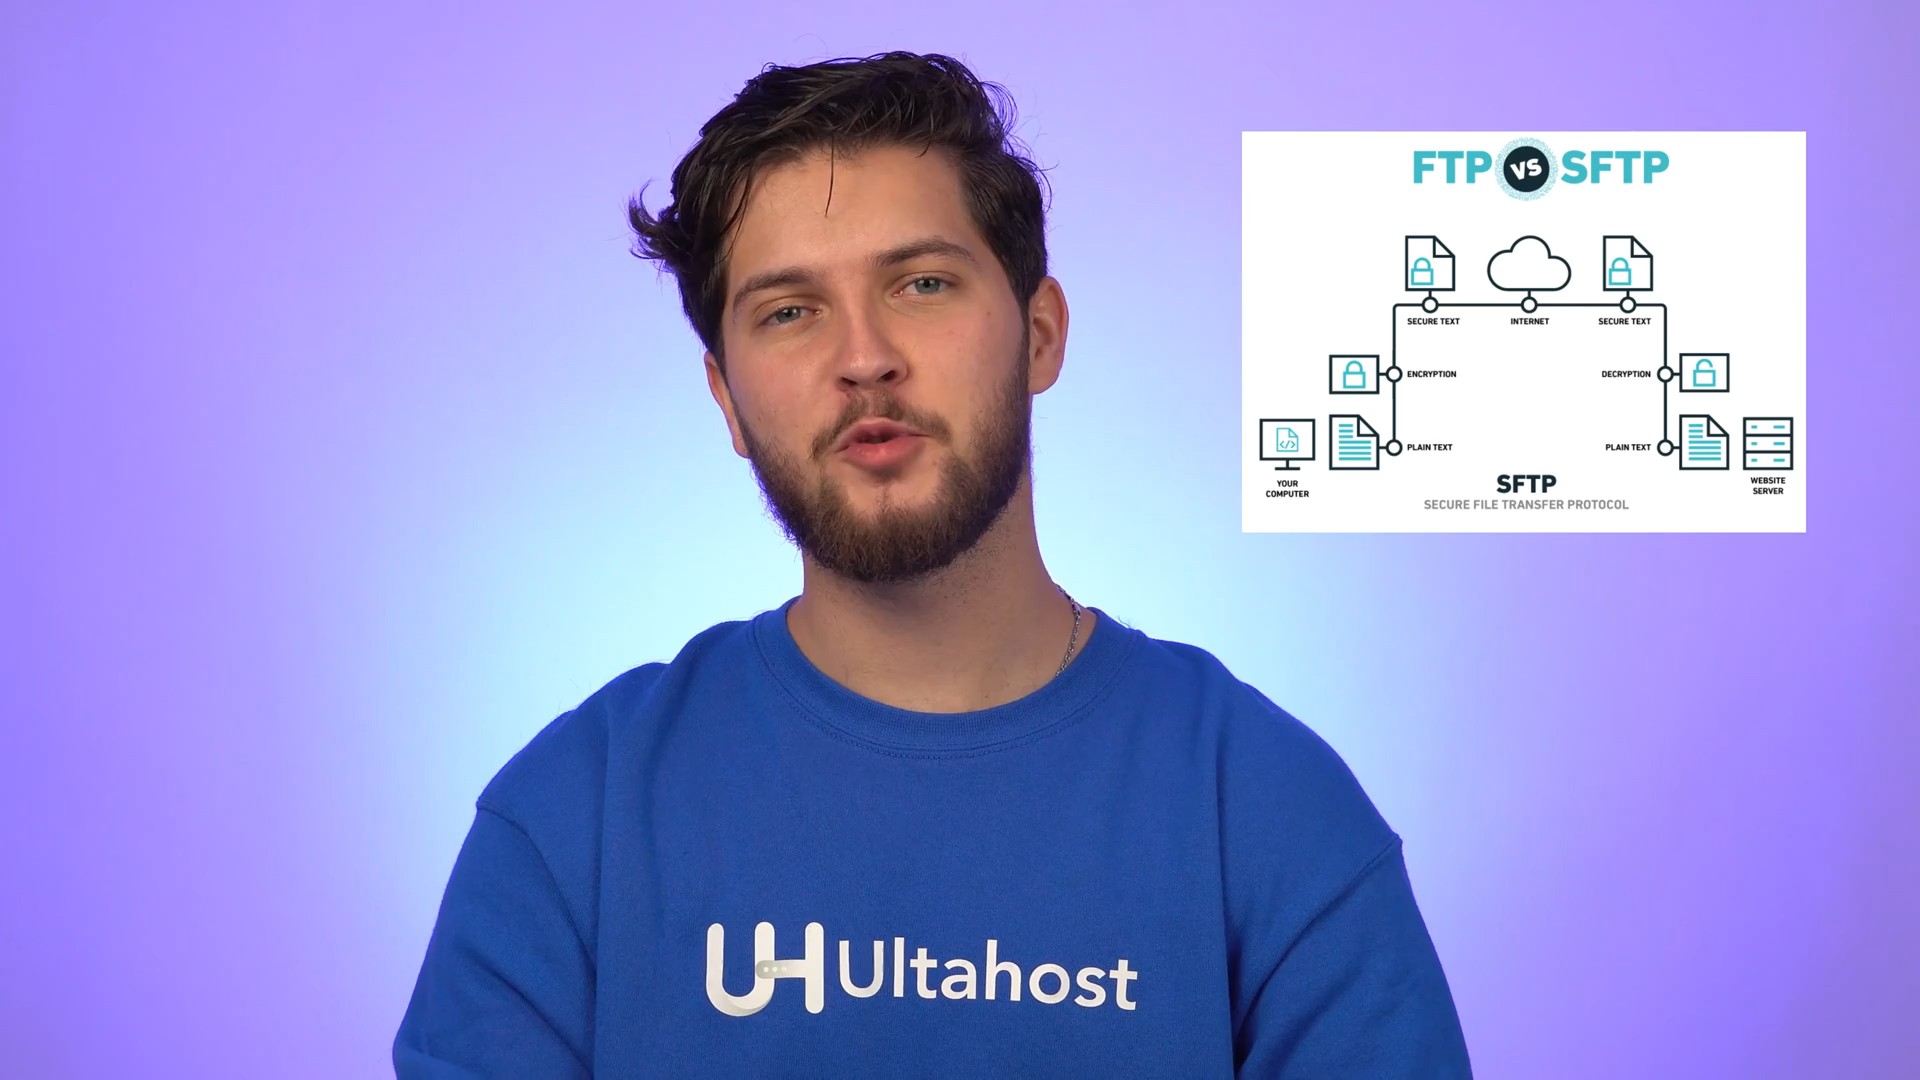 FTP VS SFTP
SECURE TEXT
INTERNET
SECURE TEXT
ENCRYPTION
DECRYPTION
PLAIN TEXT
PLAIN TEXT
YOUR
COMPUTER
SFTP
SECURE FILE TRANSFER PROTOCOL
WEBSITE
SERVER
UH Ultahost